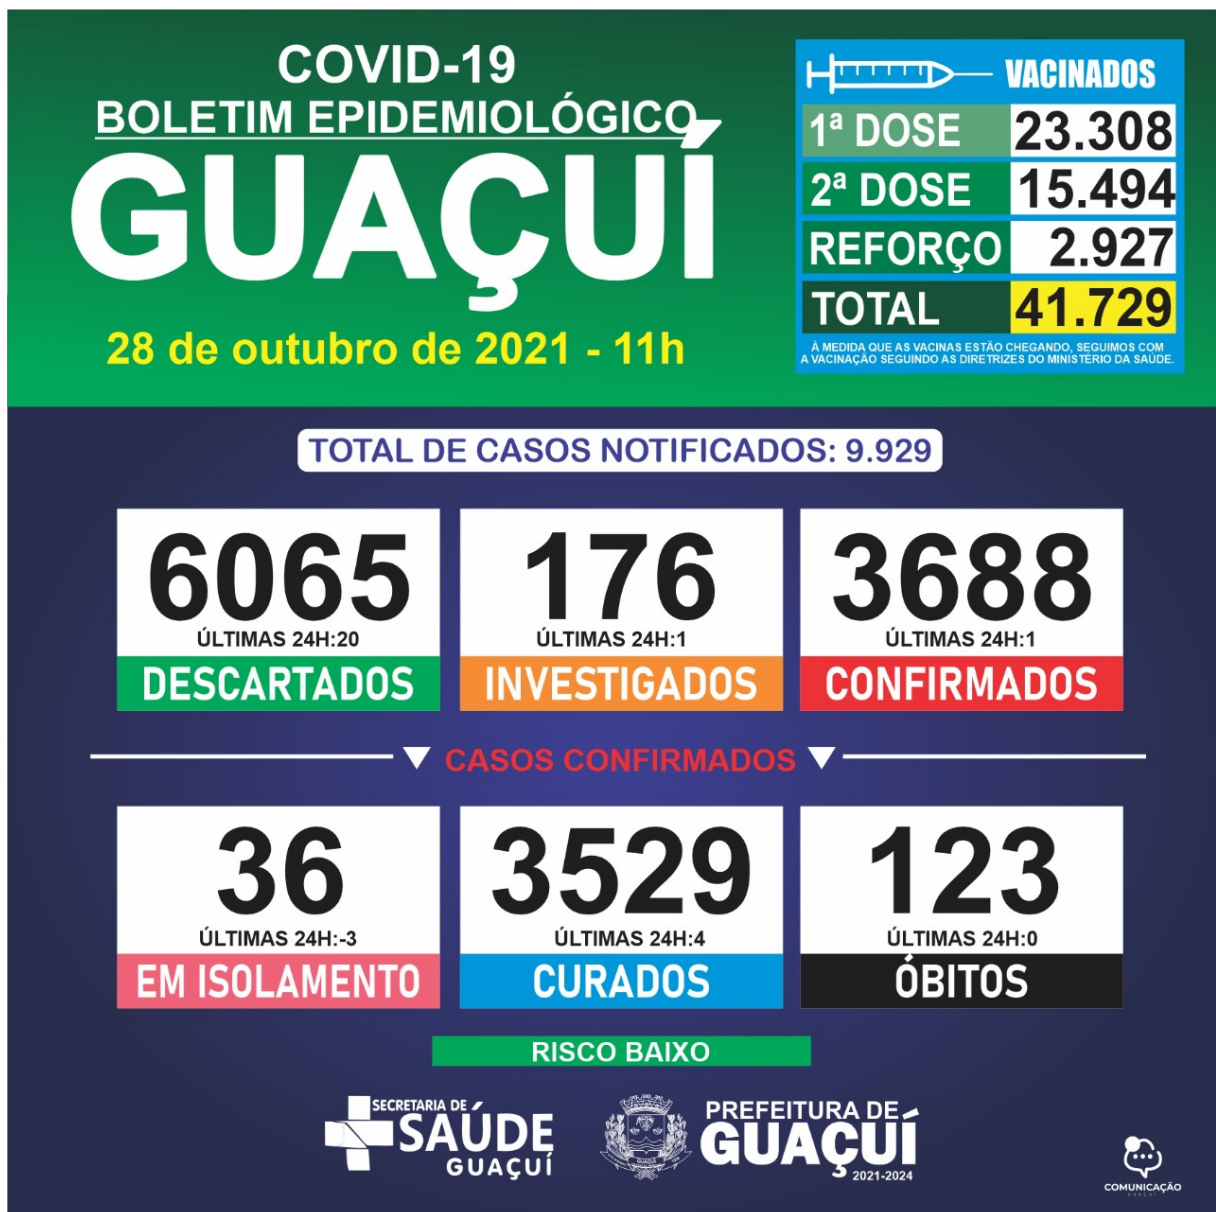 COVID-19
BOLETIM EPIDEMIOLÓGICO
GUAÇUÍ
28 de outubro de 2021 - 11h
VACINADOS
1ª DOSE 23.308
2ª DOSE 15.494
REFORÇO 2.927
TOTAL 41.729
À MEDIDA QUE AS VACINAS ESTÃO CHEGANDO, SEGUIMOS COM
A VACINAÇÃO SEGUINDO AS DIRETRIZES DO MINISTÉRIO DA SAÚDE.
TOTAL DE CASOS NOTIFICADOS: 9.929
6065
ÚLTIMAS 24H:20
DESCARTADOS
176
ÚLTIMAS 24H:1
INVESTIGADOS
3688
ÚLTIMAS 24H:1
CONFIRMADOS
CASOS CONFIRMADOS
36
ÚLTIMAS 24H:-3
EM ISOLAMENTO
3529
ÚLTIMAS 24H:4
CURADOS
123
ÚLTIMAS 24H:0
ÓBITOS
RISCO BAIXO
SECRETARIA DE
SAÚDE
GUAÇUÍ
GUAÇUÍ
PREFEITURA DE
GUAÇUÍ
2021-2024
COMUNICAÇÃO
GUAÇUÍ